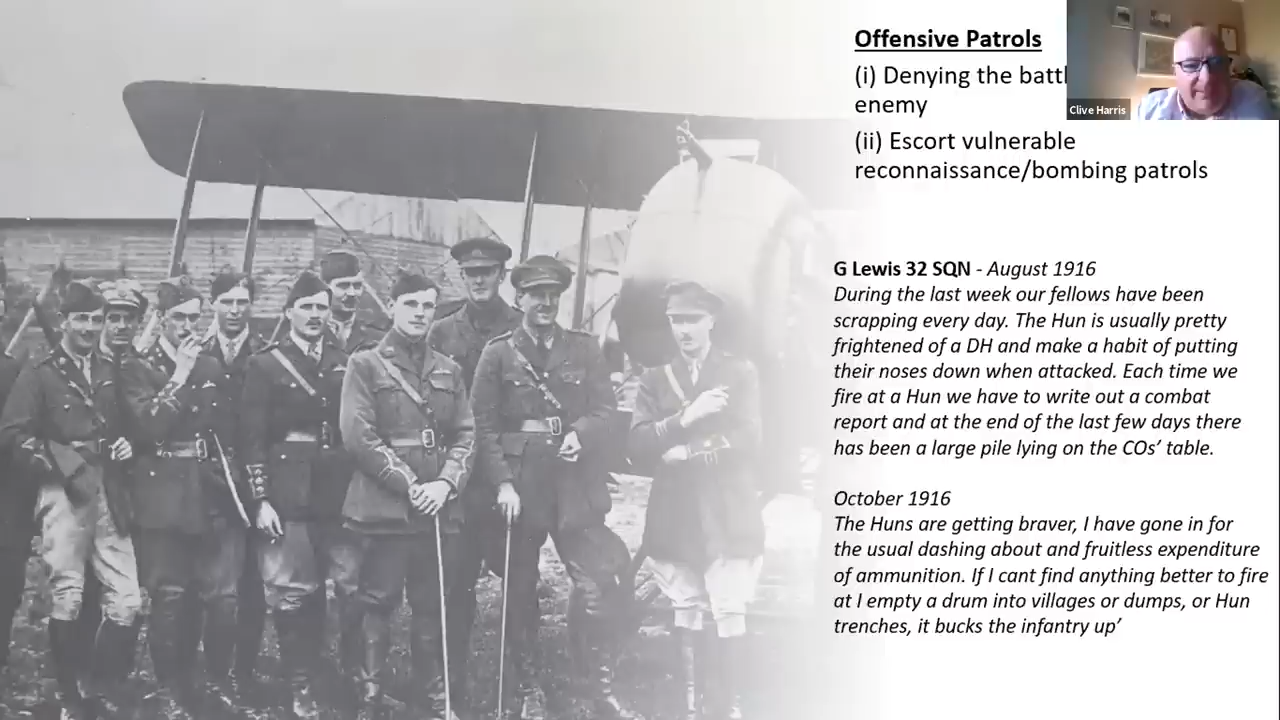 Offensive Patrols
(i) Denying the
enemy
(ii) Escort vulnerable
reconnaissance/bombing patrols
Clive Harris
G Lewis 32 SQN - August 1916
During the last week our fellows have been
scrapping every day. The Hun is usually pretty
frightened of a DH and make a habit of putting
their noses down when attacked. Each time we
fire at a Hun we have to write out a combat
report and at the end of the last few days there
has been a large pile lying on the COs’ table.
October 1916
The Huns are getting braver, I have gone in for
the usual dashing about and fruitless expenditure
of ammunition. If I cant find anything better to fire
at I empty a drum into villages or dumps, or Hun
trenches, it bucks the infantry up’